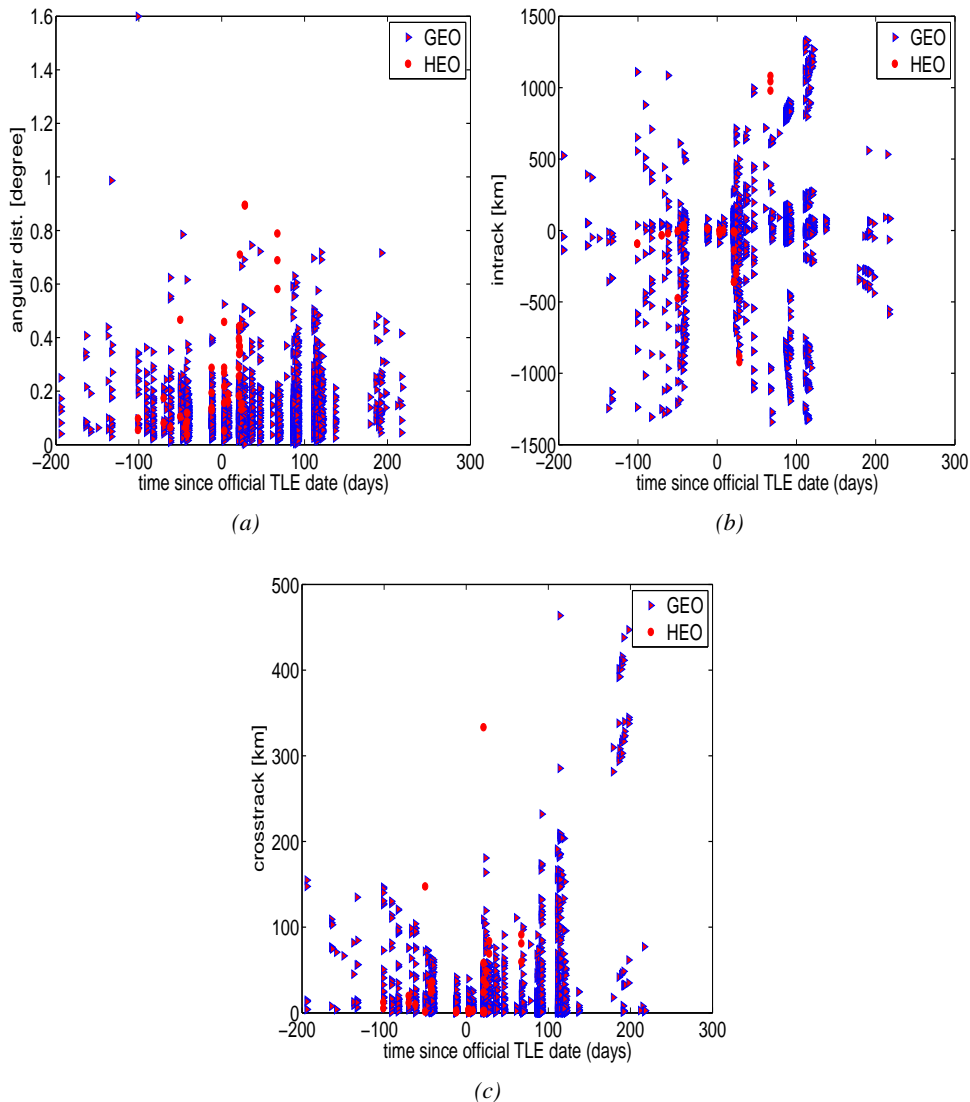 1.6
1.4
1.2
1
0.8
0.6
0.4
0.2
0
angular dist. [degree]
−200 −100 0 100 200 300
time since official TLE date (days)
GEO
HEO
(a)
1500
1000
500
0
−500
−1000
−1500
intrack [km]
−200 −100 0 100 200 300
time since official TLE date (days)
GEO
HEO
(b)
500
400
300
200
100
0
crosstrack [km]
−200 −100 0 100 200 300
time since official TLE date (days)
GEO
HEO
(c)